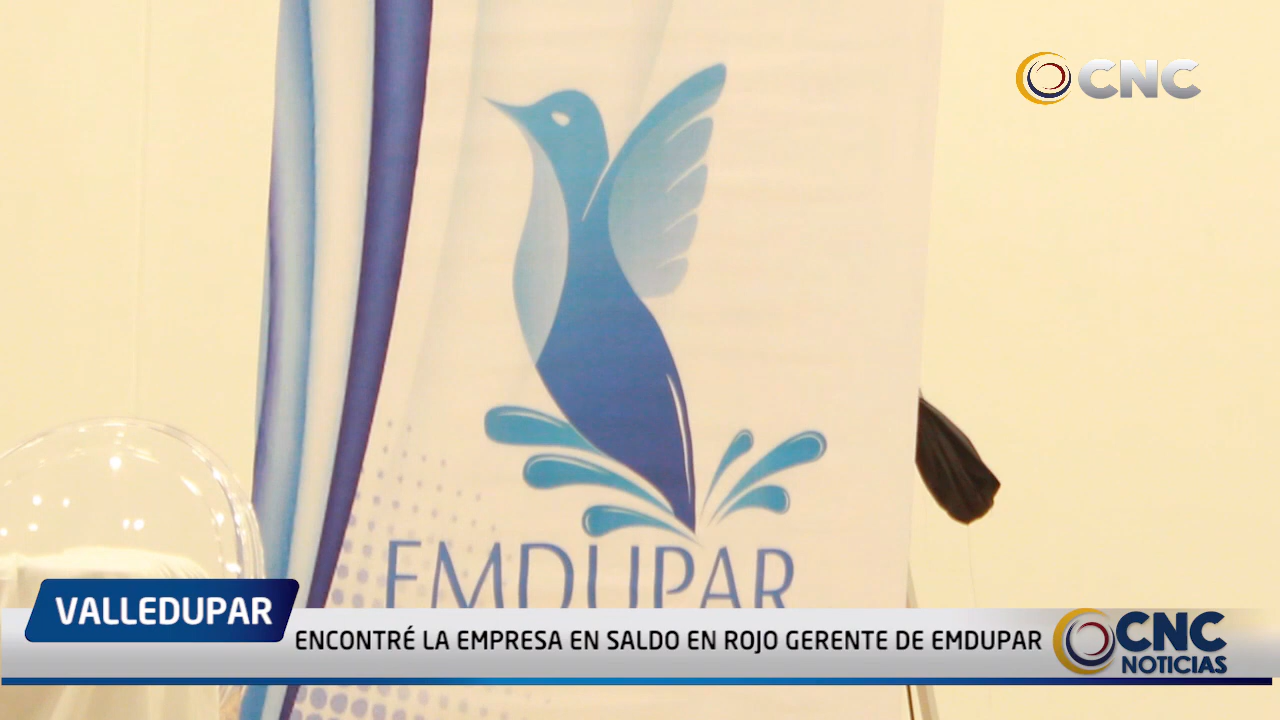 CNC
EMDUPAR
VALLEDUPAR
ENCONTRÉ LA EMPRESA EN SALDO EN ROJO GERENTE DE EMDUPAR
CNC
NOTICIAS